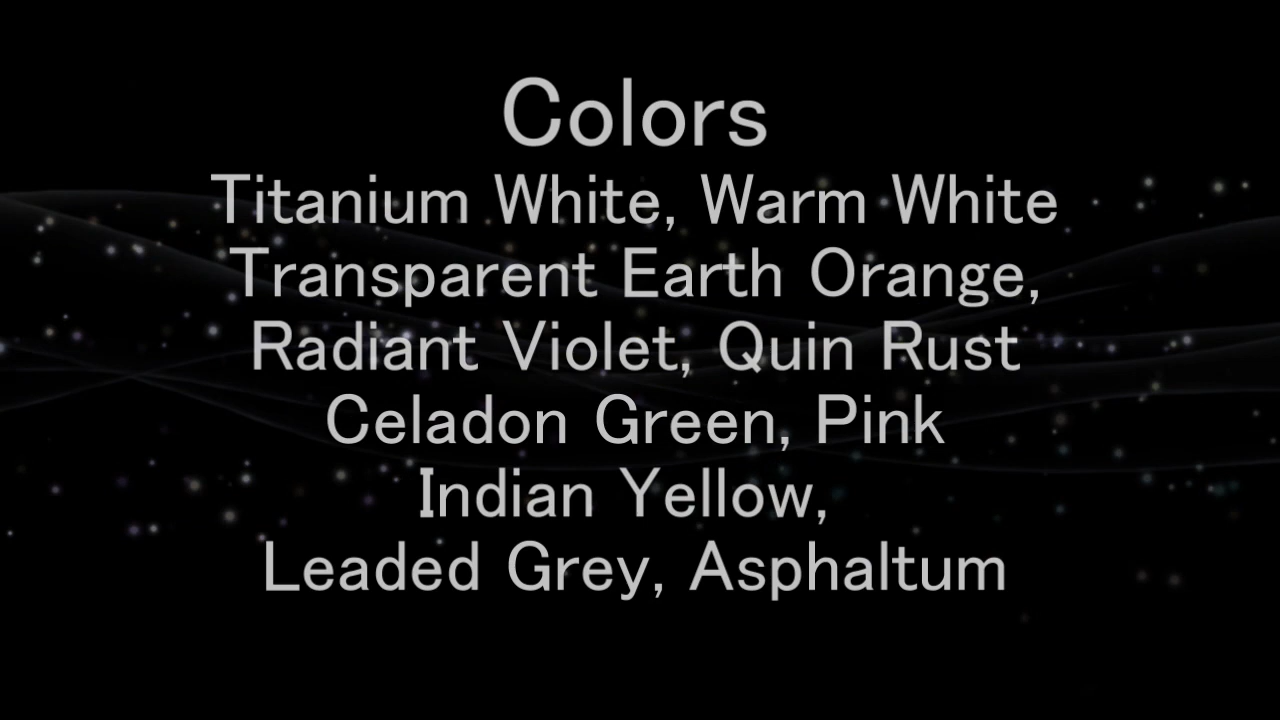 Colors
Titanium White, Warm White
Transparent Earth Orange,
Radiant Violet, Quin Rust
Celadon Green, Pink
Indian Yellow,
Leaded Grey, Asphaltum